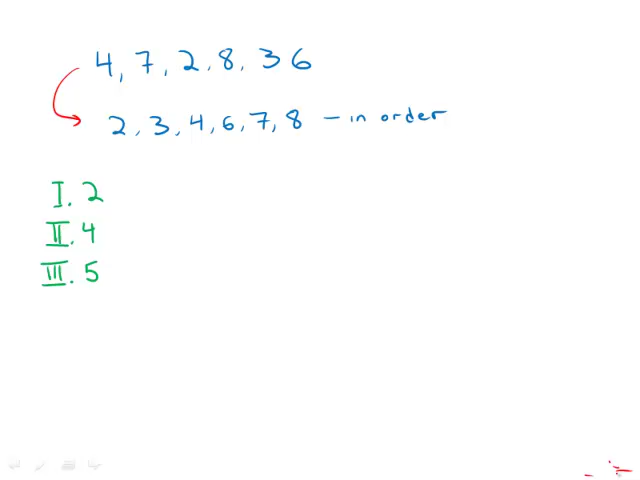 4, 7, 2, 8, 3 6
2, 3, 4, 6, 7, 8 – in order
I. 2
II. 4
III. 5